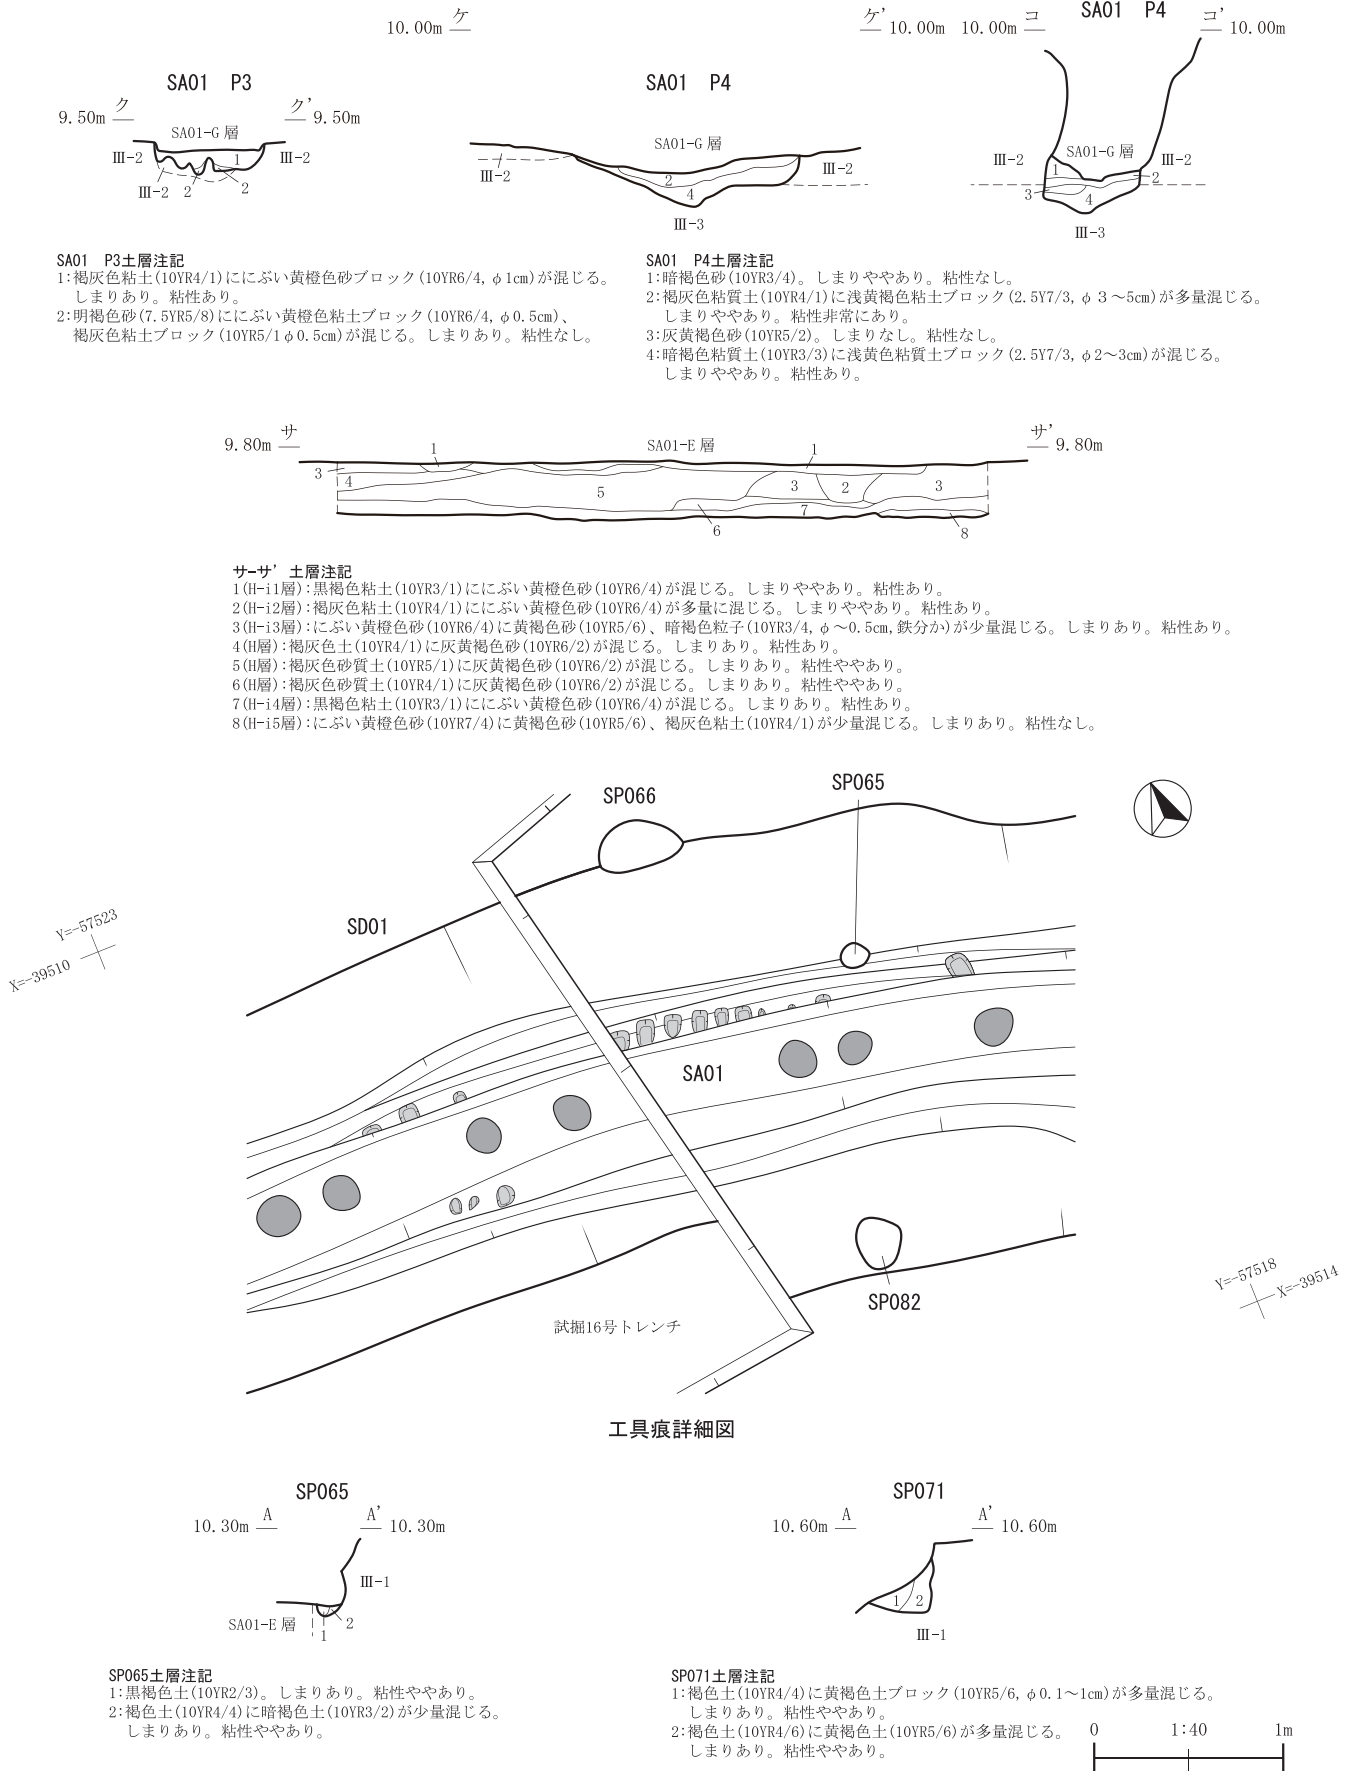 SA01 P3
ク
9.50m
ク'
9.50m
SA01-G 層
Ⅲ-2
1
Ⅲ-2
Ⅲ-2
2
2
SA01 P4
ケ
10.00m
ケ'
10.00m
SA01-G 層
Ⅲ-2
2
4
Ⅲ-2
Ⅲ-3
SA01 P4
10.00m
コ
コ'
10.00m
Ⅲ-2
SA01-G 層
Ⅲ-2
1
2
3
4
Ⅲ-3
SA01 P3土層注記
1:褐灰色粘土(10YR4/1)ににぶい黄橙色砂ブロック(10YR6/4,φ1cm)が混じる。
しまりあり。粘性あり。
2:明褐色砂(7.5YR5/8)ににぶい黄橙色粘土ブロック(10YR6/4,φ0.5cm)、
褐灰色粘土ブロック(10YR5/1φ0.5cm)が混じる。しまりあり。粘性なし。
SA01 P4土層注記
1:暗褐色砂(10YR3/4)。しまりややあり。粘性なし。
2:褐灰色粘質土(10YR4/1)に浅黄褐色粘土ブロック(2.5Y7/3,φ３～5cm)が多量混じる。
しまりややあり。粘性非常にあり。
3:灰黄褐色砂(10YR5/2)。しまりなし。粘性なし。
4:暗褐色粘質土(10YR3/3)に浅黄色粘質土ブロック(2.5Y7/3,φ2～3cm)が混じる。
しまりややあり。粘性あり。
9.80m
サ
SA01-E 層
サ'
9.80m
1
1
3
4
5
3
2
3
6
7
8
サ-サ’土層注記
1(H-i1層):黒褐色粘土(10YR3/1)ににぶい黄橙色砂(10YR6/4)が混じる。しまりややあり。粘性あり。
2(H-i2層):褐灰色粘土(10YR4/1)ににぶい黄橙色砂(10YR6/4)が多量に混じる。しまりややあり。粘性あり。
3(H-i3層):にぶい黄橙色砂(10YR6/4)に黄褐色砂(10YR5/6)、暗褐色粒子(10YR3/4,φ～0.5cm,鉄分か)が少量混じる。しまりあり。粘性あり。
4(H層):褐灰色土(10YR4/1)に灰黄褐色砂(10YR6/2)が混じる。しまりあり。粘性あり。
5(H層):褐灰色砂質土(10YR5/1)に灰黄褐色砂(10YR6/2)が混じる。しまりあり。粘性ややあり。
6(H層):褐灰色砂質土(10YR4/1)に灰黄褐色砂(10YR6/2)が混じる。しまりあり。粘性ややあり。
7(H-i4層):黒褐色粘土(10YR3/1)ににぶい黄橙色砂(10YR6/4)が混じる。しまりあり。粘性あり。
8(H-i5層):にぶい黄橙色砂(10YR7/4)に黄褐色砂(10YR5/6)、褐灰色粘土(10YR4/1)が少量混じる。しまりあり。粘性なし。
SP066
SP065
SD01
Y=-57523
X=-39510
SA01
SP082
Y=-57518
X=-39514
試掘16号トレンチ
工具痕詳細図
SP065
10.30m
A
A'
10.30m
Ⅲ-1
SA01-E 層
1
2
SP071
10.60m
A
A'
10.60m
1
2
Ⅲ-1
SP065土層注記
1:黒褐色土(10YR2/3)。しまりあり。粘性ややあり。
2:褐色土(10YR4/4)に暗褐色土(10YR3/2)が少量混じる。
しまりあり。粘性ややあり。
SP071土層注記
1:褐色土(10YR4/4)に黄褐色土ブロック(10YR5/6,φ0.1～1cm)が多量混じる。
しまりあり。粘性ややあり。
2:褐色土(10YR4/6)に黄褐色土(10YR5/6)が多量混じる。
しまりあり。粘性ややあり。
0
1:40
1m